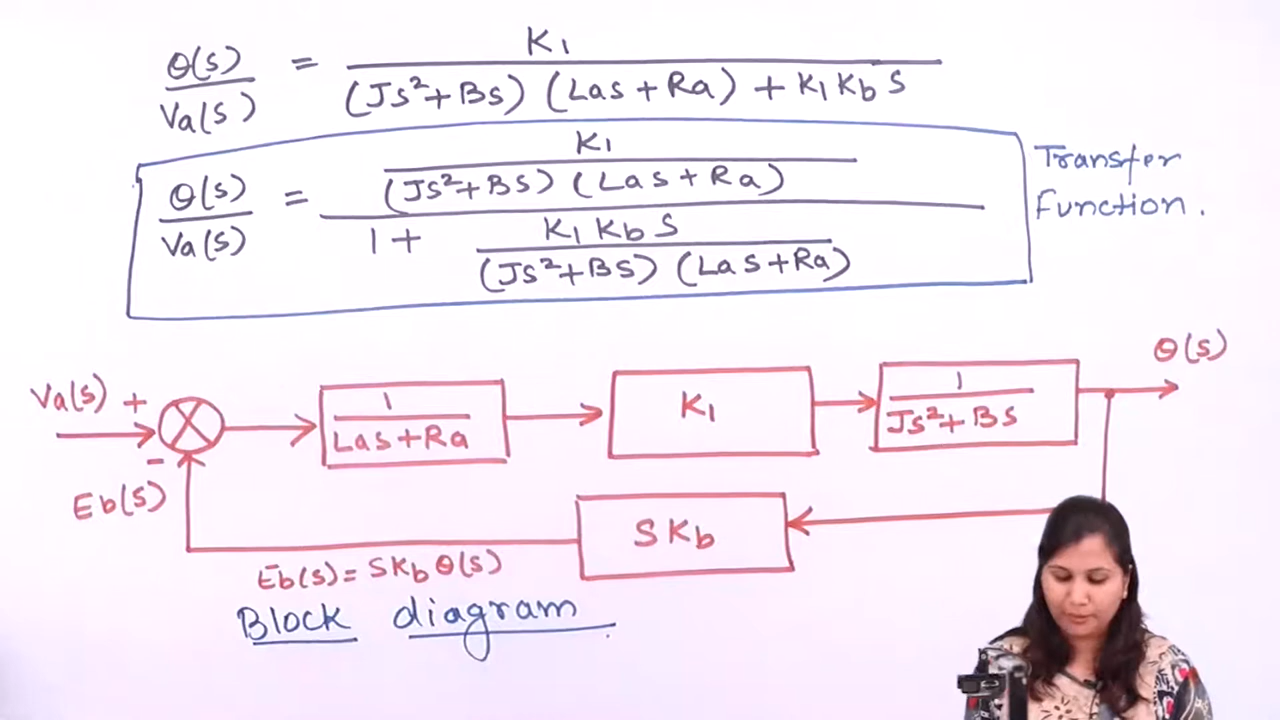 θ(s)/Va(s) = K₁/((Js²+Bs) (Las+Ra) + K₁Kb s)
θ(s)/Va(s) = (K₁/((Js²+Bs) (Las+Ra)))/(1 + K₁Kb s/((Js²+Bs) (Las+Ra)))
Transfer
Function.
θ(s)
Va(s) +
1/(Las+Ra)
K₁
1/(Js²+Bs)
-
Eb(s)
SKb
Eb(s) = SKb θ(s)
Block diagram